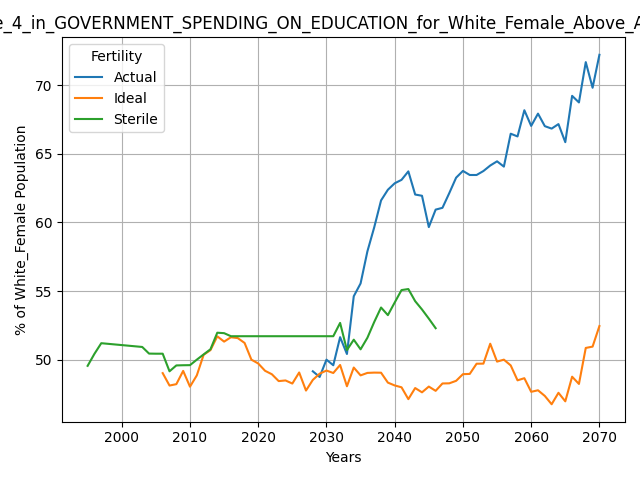 e_4_in_GOVERNMENT_SPENDING_ON_EDUCATION_for_White_Female_Above_A
Fertility
Actual
Ideal
Sterile
% of White_Female Population
70
65
60
55
50
2000 2010 2020 2030 2040 2050 2060 2070
Years